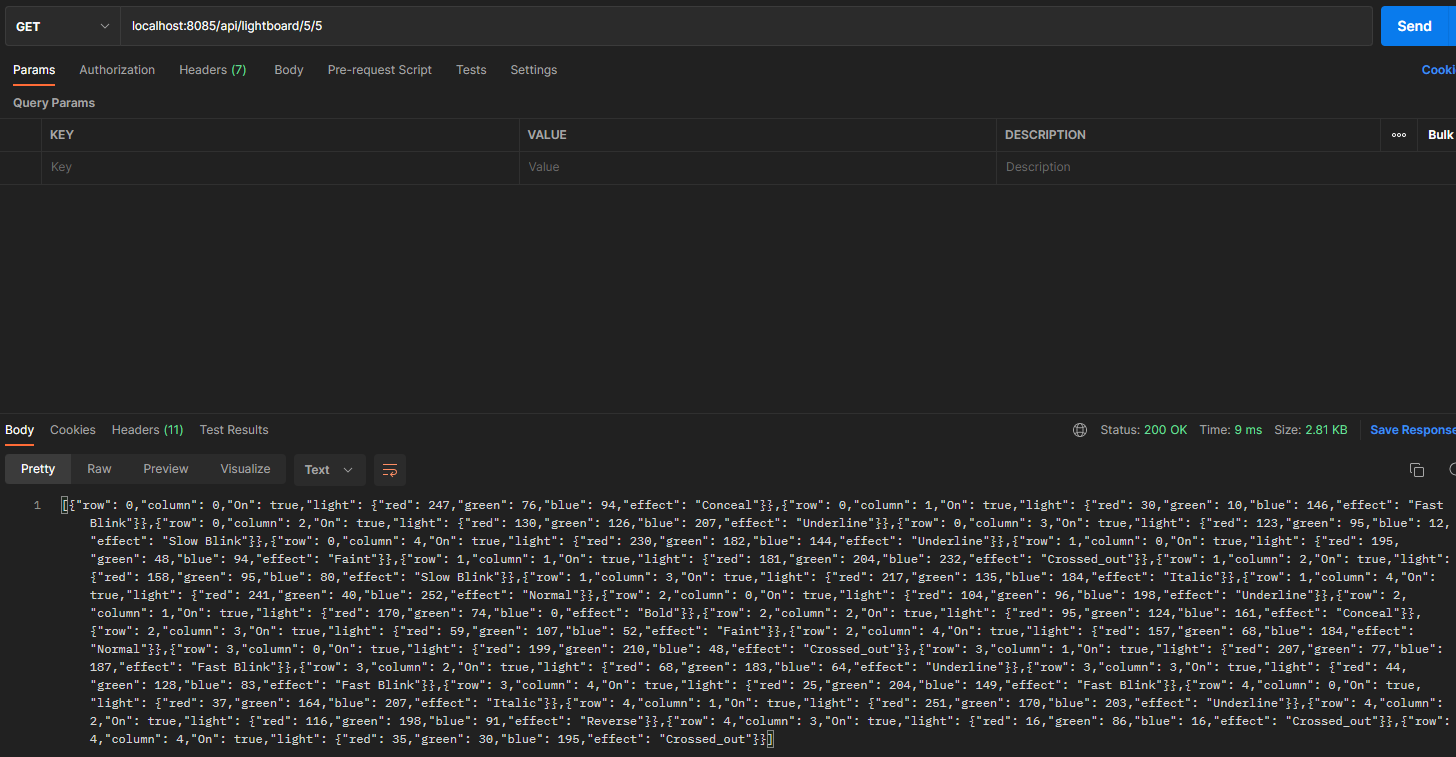 GET localhost:8085/api/lightboard/5/5 Send
Params Authorization Headers (7) Body Pre-request Script Tests Settings Cooki
Query Params
KEY VALUE DESCRIPTION ooo Bulk
Key Value Description
Body Cookies Headers (11) Test Results Status: 200 OK Time: 9 ms Size: 2.81 KB Save Response
Pretty Raw Preview Visualize Text
1 [{"row": 0,"column": 0,"On": true,"light": {"red": 247,"green": 76,"blue": 94,"effect": "Conceal"}},{"row": 0,"column": 1,"On": true,"light": {"red": 30,"green": 10,"blue": 146,"effect": "Fast
Blink"}},{"row": 0,"column": 2,"On": true,"light": {"red": 130,"green": 126,"blue": 207,"effect": "Underline"}},{"row": 0,"column": 3,"On": true,"light": {"red": 123,"green": 95,"blue": 12,
"effect": "Slow Blink"}},{"row": 0,"column": 4,"On": true,"light": {"red": 230,"green": 182,"blue": 144,"effect": "Underline"}},{"row": 1,"column": 0,"On": true,"light": {"red": 195,
"green": 48,"blue": 94,"effect": "Faint"}},{"row": 1,"column": 1,"On": true,"light": {"red": 181,"green": 204,"blue": 232,"effect": "Crossed_out"}},{"row": 1,"column": 2,"On": true,"light":
{"red": 158,"green": 95,"blue": 80,"effect": "Slow Blink"}},{"row": 1,"column": 3,"On": true,"light": {"red": 217,"green": 135,"blue": 184,"effect": "Italic"}},{"row": 1,"column": 4,"On":
true,"light": {"red": 241,"green": 40,"blue": 252,"effect": "Normal"}},{"row": 2,"column": 0,"On": true,"light": {"red": 104,"green": 96,"blue": 198,"effect": "Underline"}},{"row": 2,
"column": 1,"On": true,"light": {"red": 170,"green": 74,"blue": 0,"effect": "Bold"}},{"row": 2,"column": 2,"On": true,"light": {"red": 95,"green": 124,"blue": 161,"effect": "Conceal"}},
{"row": 2,"column": 3,"On": true,"light": {"red": 59,"green": 107,"blue": 52,"effect": "Faint"}},{"row": 2,"column": 4,"On": true,"light": {"red": 157,"green": 68,"blue": 184,"effect":
"Normal"}},{"row": 3,"column": 0,"On": true,"light": {"red": 199,"green": 210,"blue": 48,"effect": "Crossed_out"}},{"row": 3,"column": 1,"On": true,"light": {"red": 207,"green": 77,"blue":
187,"effect": "Fast Blink"}},{"row": 3,"column": 2,"On": true,"light": {"red": 68,"green": 183,"blue": 64,"effect": "Underline"}},{"row": 3,"column": 3,"On": true,"light": {"red": 44,
"green": 128,"blue": 83,"effect": "Fast Blink"}},{"row": 3,"column": 4,"On": true,"light": {"red": 25,"green": 204,"blue": 149,"effect": "Fast Blink"}},{"row": 4,"column": 0,"On": true,
"light": {"red": 37,"green": 164,"blue": 207,"effect": "Italic"}},{"row": 4,"column": 1,"On": true,"light": {"red": 251,"green": 170,"blue": 203,"effect": "Underline"}},{"row": 4,"column":
2,"On": true,"light": {"red": 116,"green": 198,"blue": 91,"effect": "Reverse"}},{"row": 4,"column": 3,"On": true,"light": {"red": 16,"green": 86,"blue": 16,"effect": "Crossed_out"}},{"row":
4,"column": 4,"On": true,"light": {"red": 35,"green": 30,"blue": 195,"effect": "Crossed_out"}}]